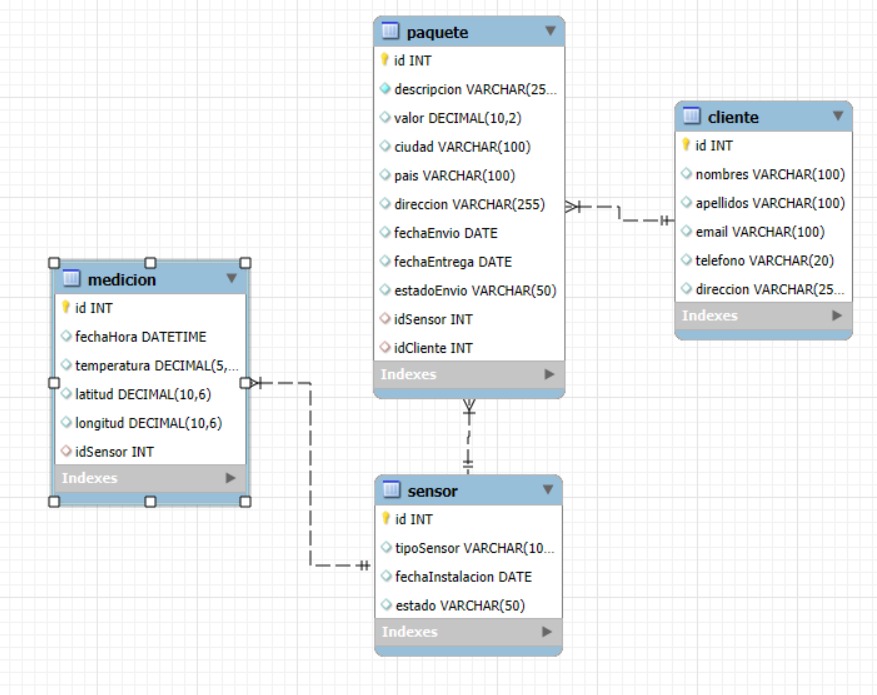 paquete
id INT
descripcion VARCHAR(25...
valor DECIMAL(10,2)
ciudad VARCHAR(100)
pais VARCHAR(100)
direccion VARCHAR(255)
fechaEnvio DATE
fechaEntrega DATE
estadoEnvio VARCHAR(50)
idSensor INT
idCliente INT
Indexes
cliente
id INT
nombres VARCHAR(100)
apellidos VARCHAR(100)
email VARCHAR(100)
telefono VARCHAR(20)
direccion VARCHAR(25...
Indexes
medicion
id INT
fechaHora DATETIME
temperatura DECIMAL(5,...
latitud DECIMAL(10,6)
longitud DECIMAL(10,6)
idSensor INT
Indexes
sensor
id INT
tipoSensor VARCHAR(10...
fechaInstalacion DATE
estado VARCHAR(50)
Indexes